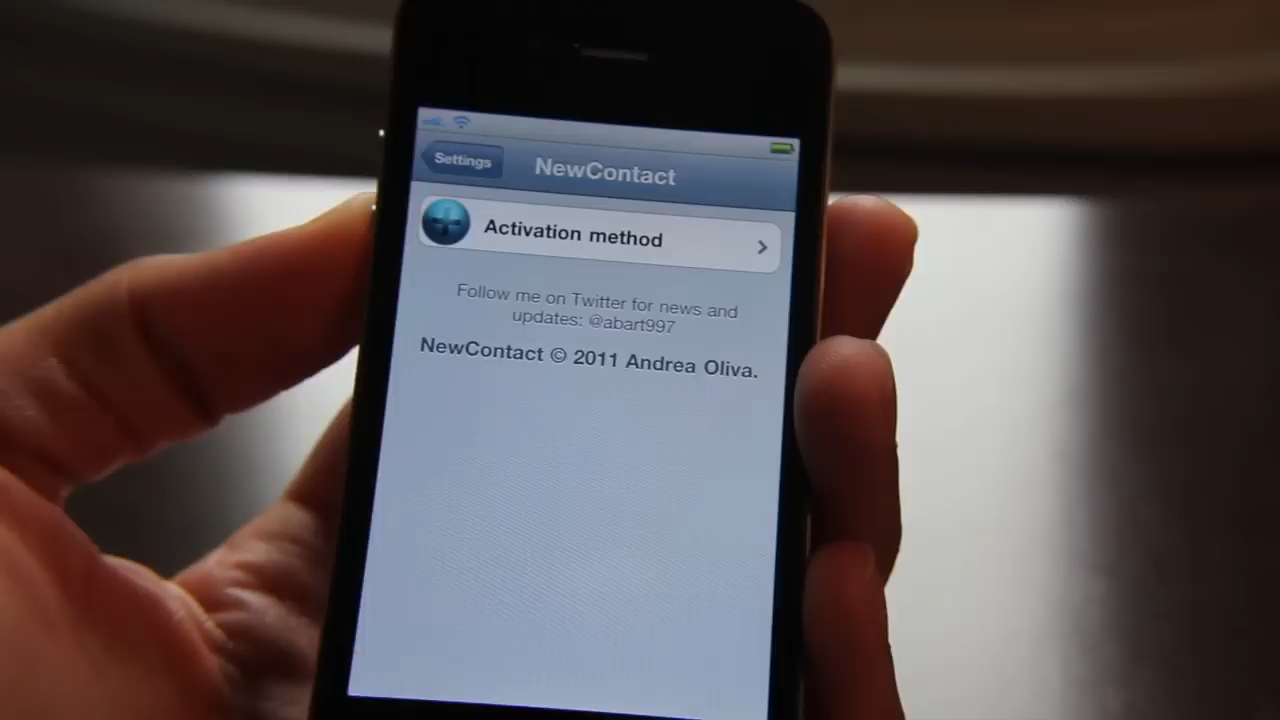 Settings
NewContact
Activation method
Follow me on Twitter for news and
updates: @abart997
NewContact © 2011 Andrea Oliva.